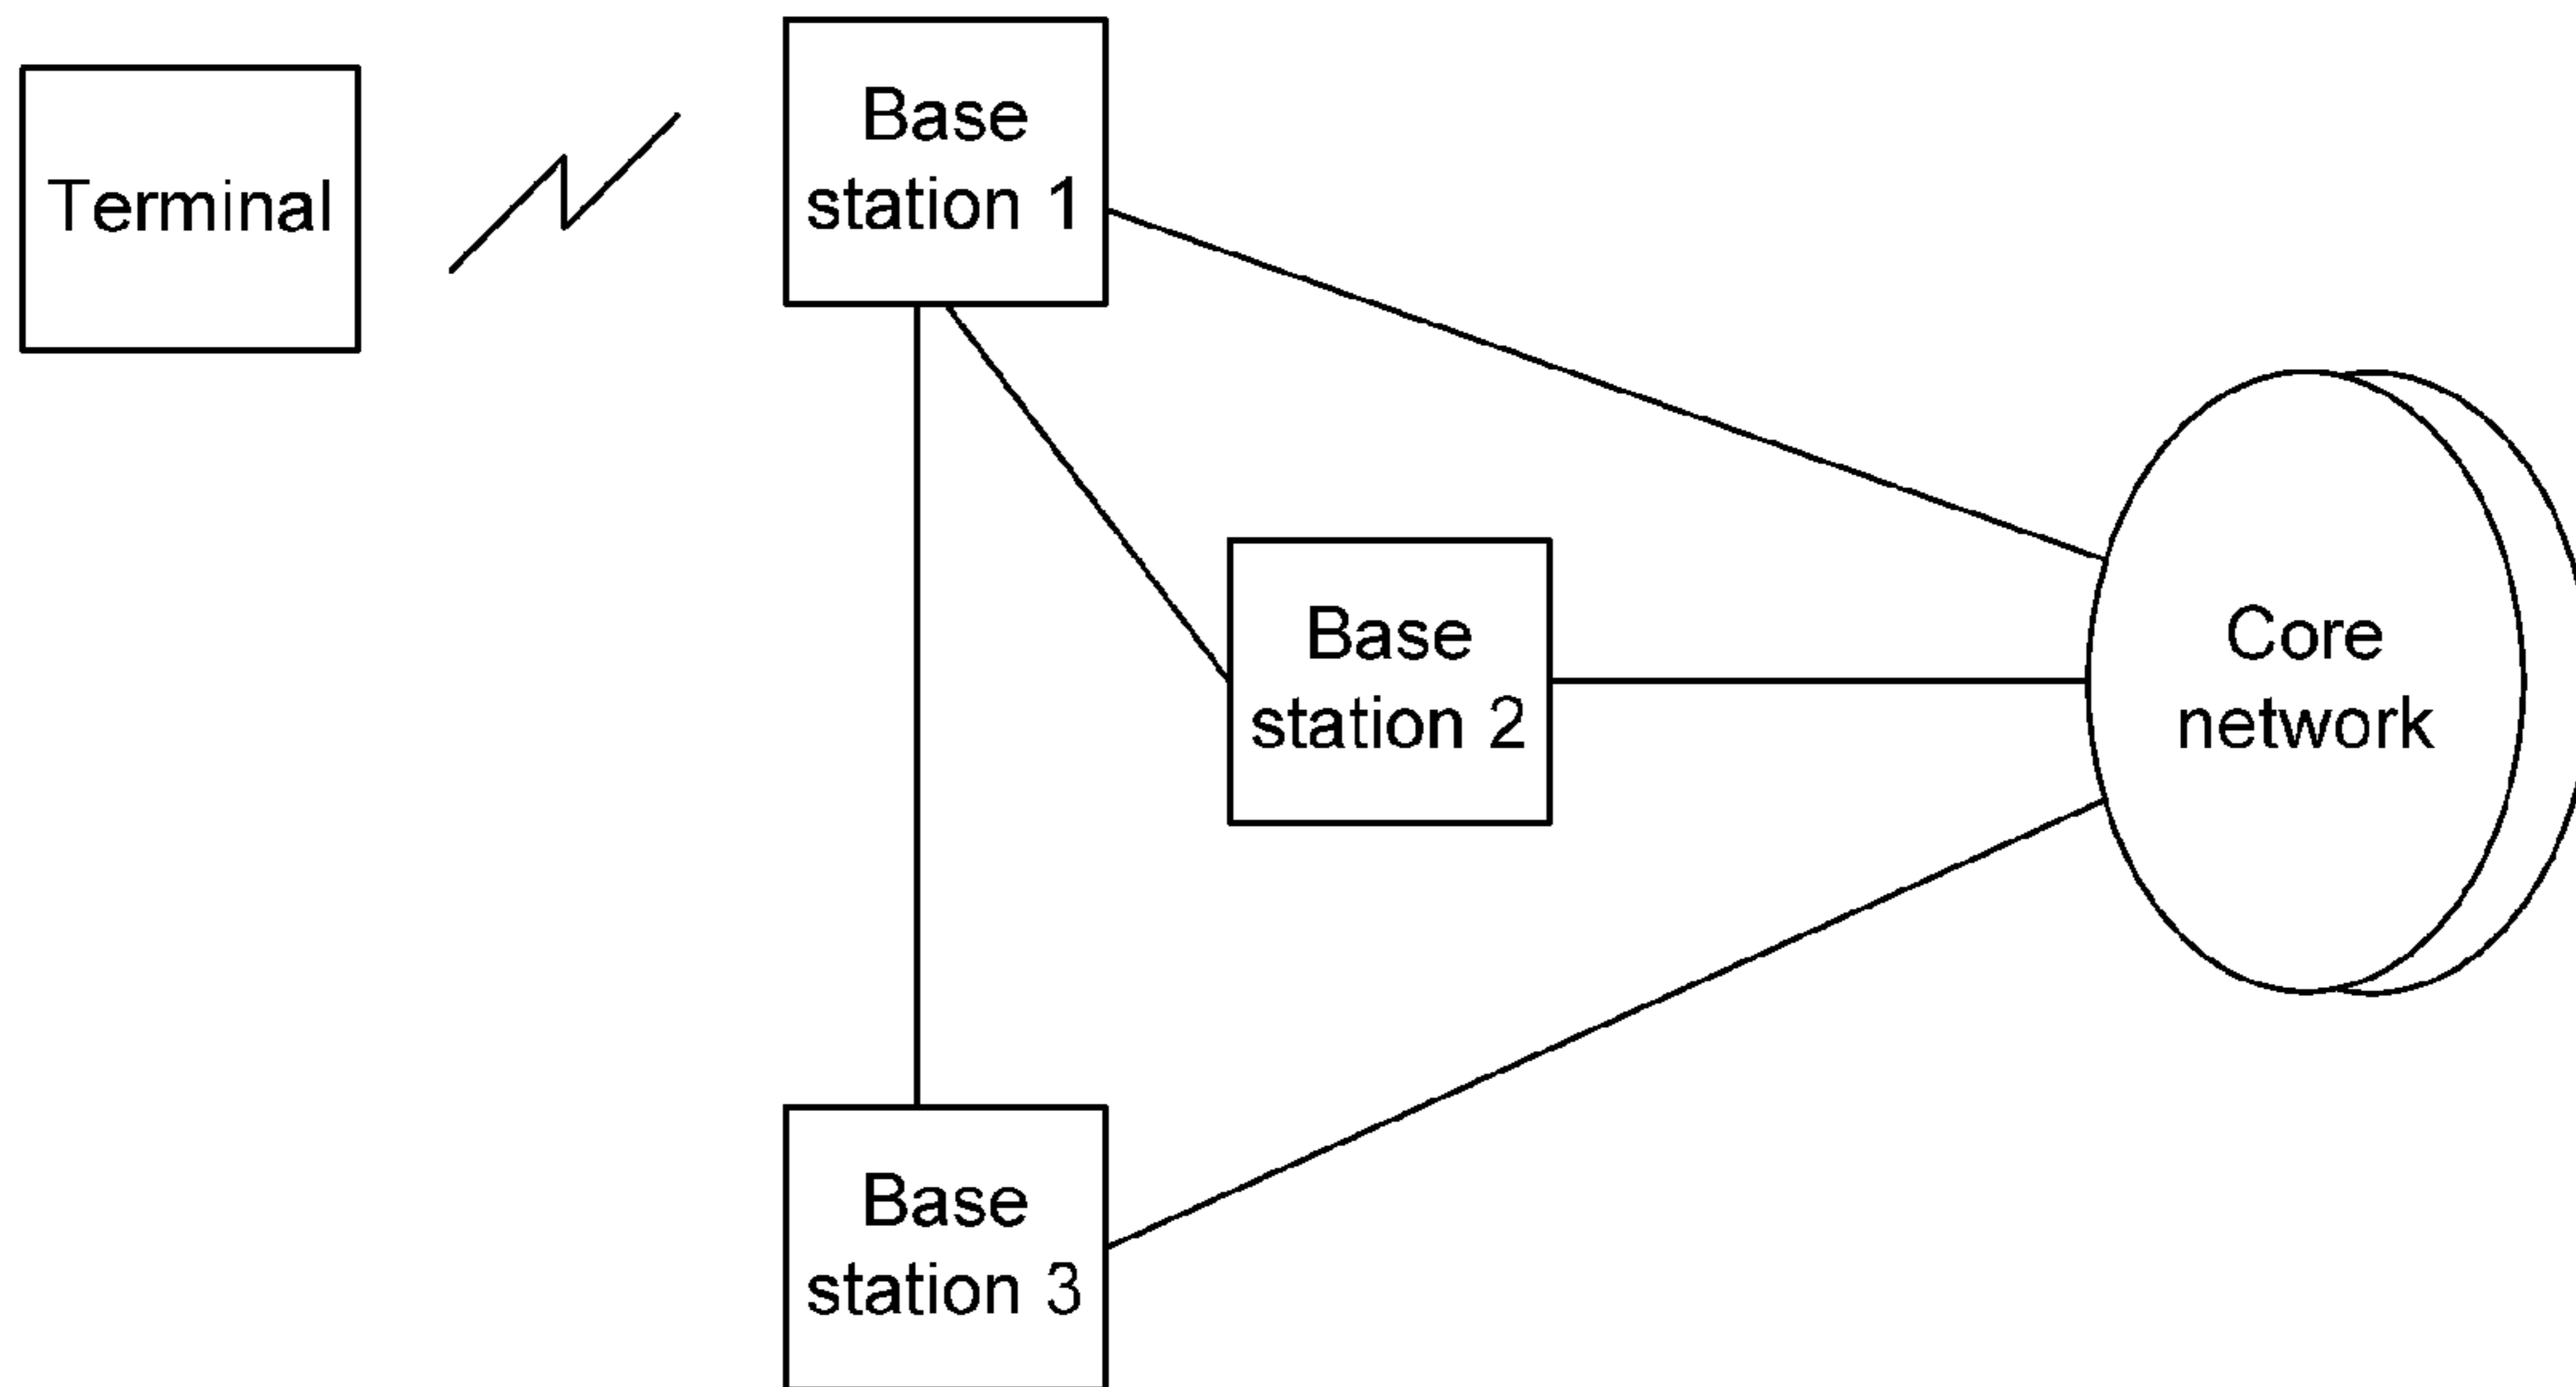 Terminal
Base
station 1
Base
station 2
Core
network
Base
station 3